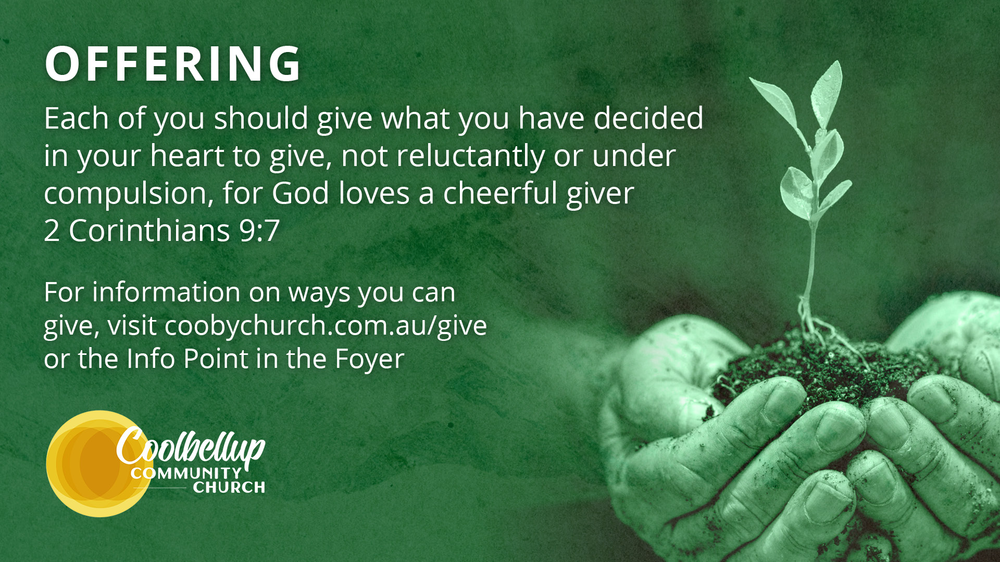 OFFERING
Each of you should give what you have decided
in your heart to give, not reluctantly or under
compulsion, for God loves a cheerful giver
2 Corinthians 9:7
For information on ways you can
give, visit coobychurch.com.au/give
or the Info Point in the Foyer
Coolbellup
COMMUNITY
CHURCH